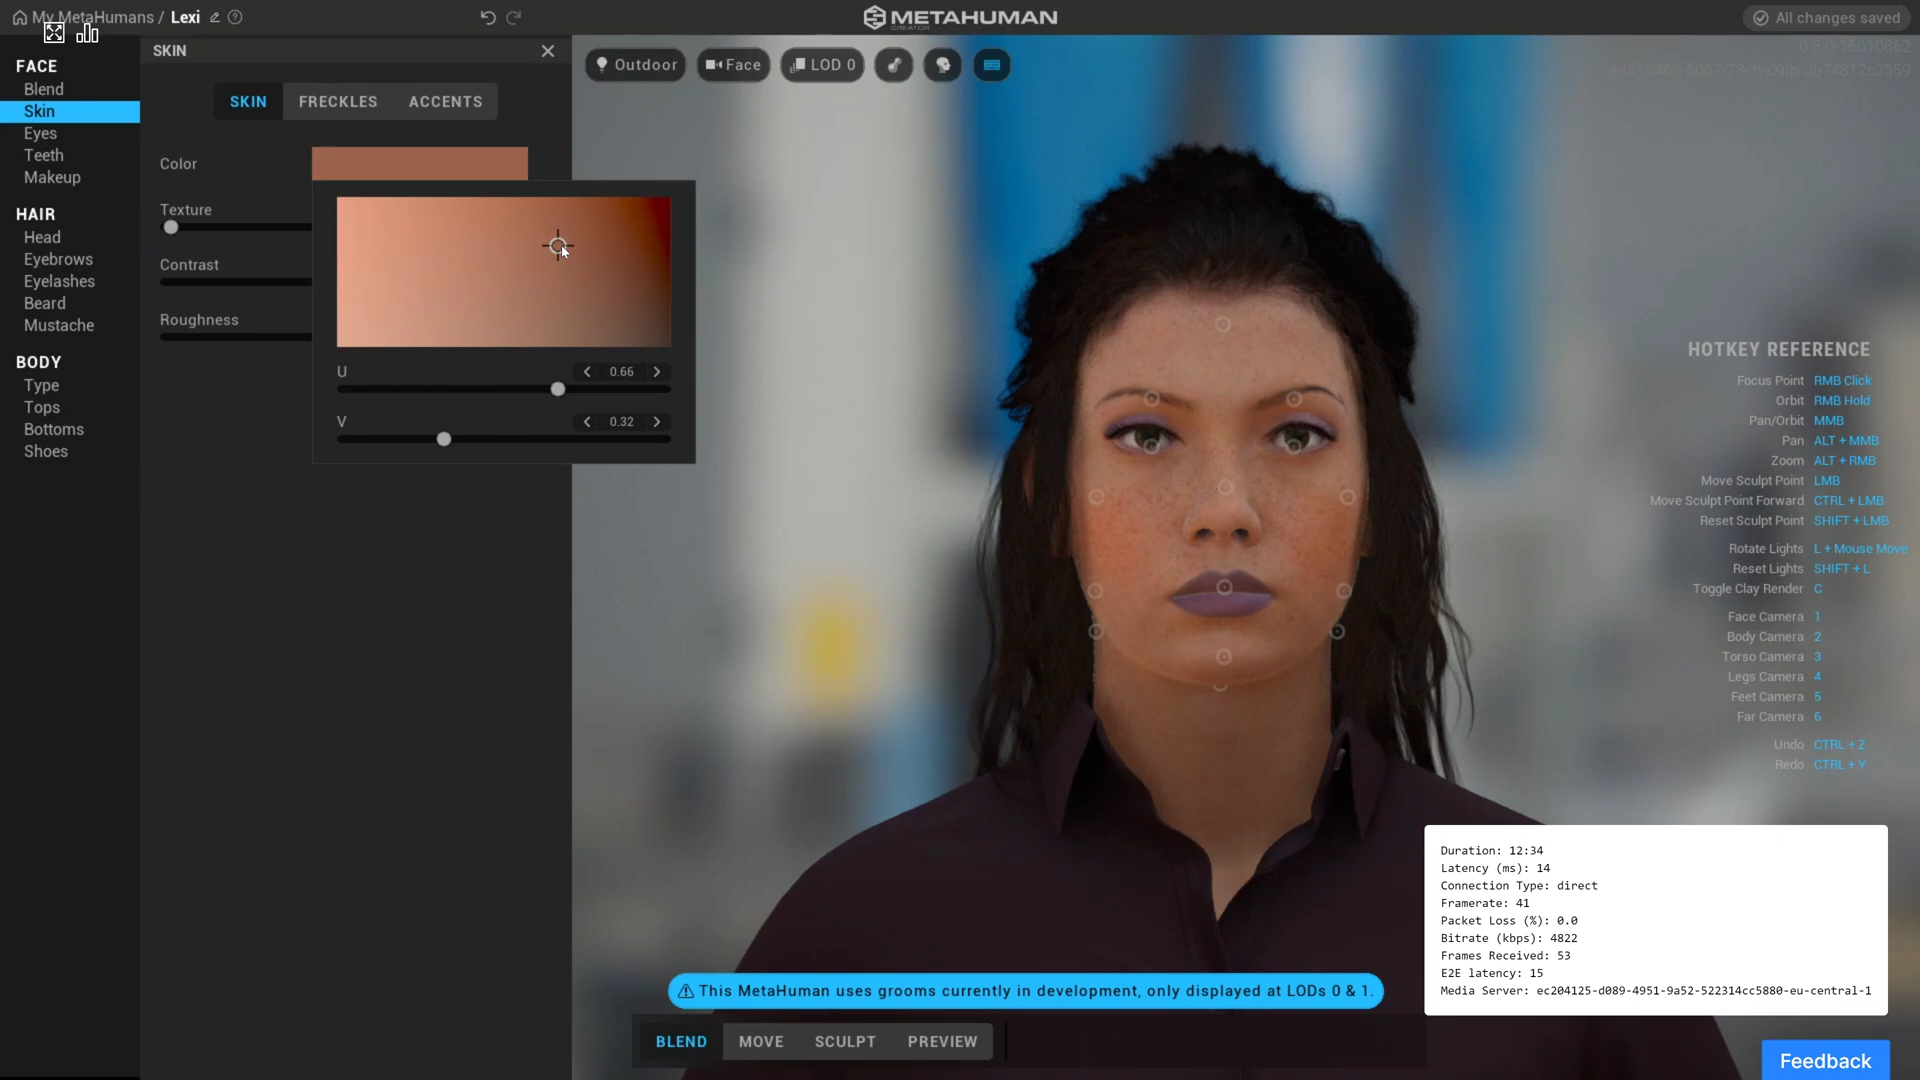 My MetaHumans / Lexi
METAHUMAN
CREATOR
All changes saved
0.3.0-16010862
FACE
Blend
Skin
Eyes
Teeth
Makeup
HAIR
Head
Eyebrows
Eyelashes
Beard
Mustache
BODY
Type
Tops
Bottoms
Shoes
SKIN
SKIN
FRECKLES
ACCENTS
Color
Texture
Contrast
Roughness
U
0.66
V
0.32
Outdoor
Face
LOD 0
HOTKEY REFERENCE
Focus Point RMB Click
Orbit RMB Hold
Pan/Orbit MMB
Pan ALT + MMB
Zoom ALT + RMB
Move Sculpt Point LMB
Move Sculpt Point Forward CTRL + LMB
Reset Sculpt Point SHIFT + LMB
Rotate Lights L + Mouse Move
Reset Lights SHIFT + L
Toggle Clay Render C
Face Camera 1
Body Camera 2
Torso Camera 3
Legs Camera 4
Feet Camera 5
Far Camera 6
Undo CTRL + Z
Redo CTRL + Y
Duration: 12:34
Latency (ms): 14
Connection Type: direct
Framerate: 41
Packet Loss (%): 0.0
Bitrate (kbps): 4822
Frames Received: 53
E2E latency: 15
Media Server: ec204125-d089-4951-9a52-522314cc5880-eu-central-1
This MetaHuman uses grooms currently in development, only displayed at LODs 0 & 1.
BLEND
MOVE
SCULPT
PREVIEW
Feedback